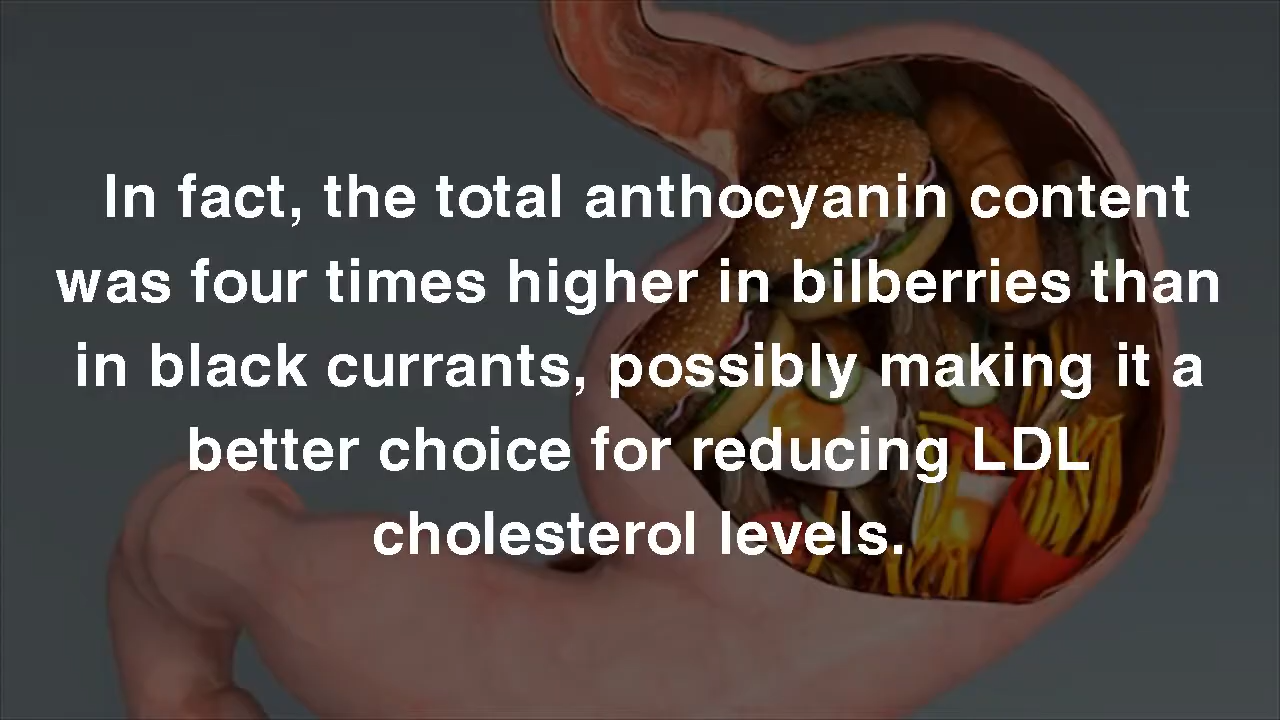 In fact, the total anthocyanin content
was four times higher in bilberries than
in black currants, possibly making it a
better choice for reducing LDL
cholesterol levels.